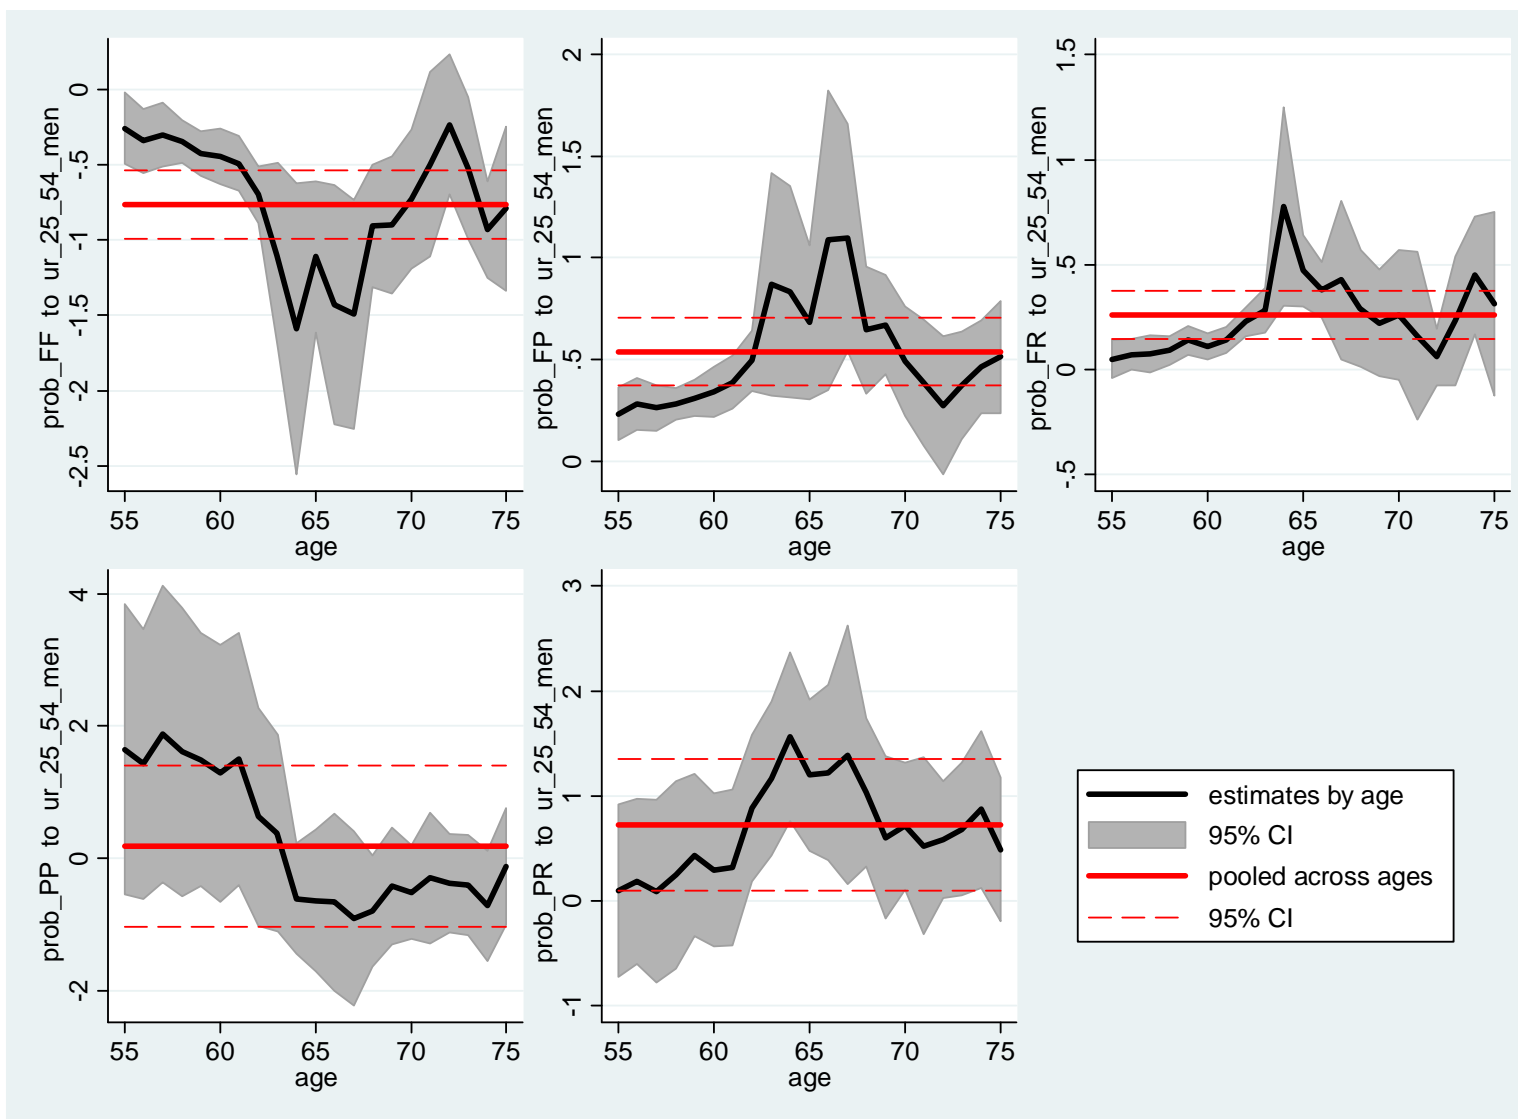 prob_FF to ur_25_54_men
0
-.5
-1
-1.5
-2
-2.5
55 60 65 70 75
age
prob_FP to ur_25_54_men
2
1.5
1
.5
0
55 60 65 70 75
age
prob_FR to ur_25_54_men
1.5
1
.5
0
-.5
55 60 65 70 75
age
prob_PP to ur_25_54_men
4
2
0
-2
55 60 65 70 75
age
prob_PR to ur_25_54_men
3
2
1
0
-1
55 60 65 70 75
age
estimates by age
95% CI
pooled across ages
95% CI